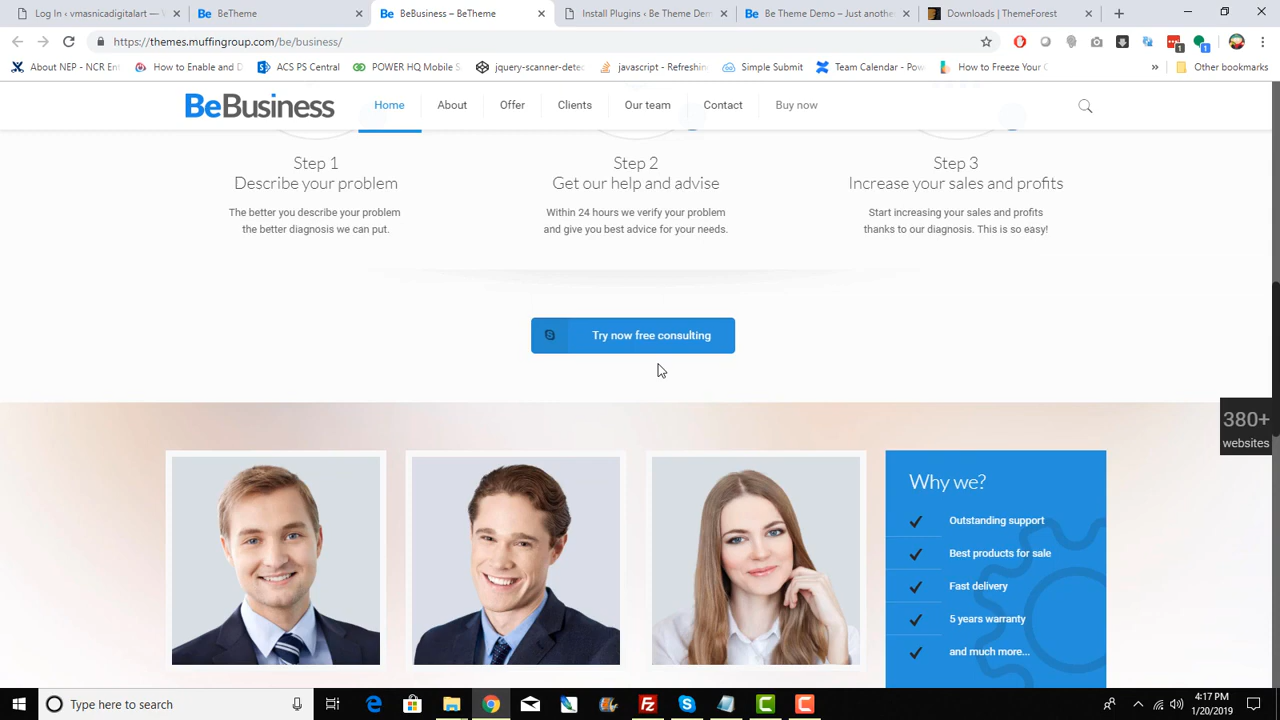 Log In ‹ vmasnicadigitalart —
BeTheme
BeBusiness – BeTheme
Install Plugins ‹ Be Theme Dem
Be Theme Demo – Just anothe
Downloads | ThemeForest
https://themes.muffingroup.com/be/business/
About NEP - NCR Ent
How to Enable and D
ACS PS Central
POWER HQ Mobile S
jquery-scanner-detec
javascript - Refreshin
Simple Submit
Team Calendar - Pow
How to Freeze Your C
»
Other bookmarks
BeBusiness
Home
About
Offer
Clients
Our team
Contact
Buy now
Step 1
Describe your problem
The better you describe your problem
the better diagnosis we can put.
Step 2
Get our help and advise
Within 24 hours we verify your problem
and give you best advice for your needs.
Step 3
Increase your sales and profits
Start increasing your sales and profits
thanks to our diagnosis. This is so easy!
Try now free consulting
380+
websites
Why we?
Outstanding support
Best products for sale
Fast delivery
5 years warranty
and much more...
Type here to search
4:17 PM
1/20/2019